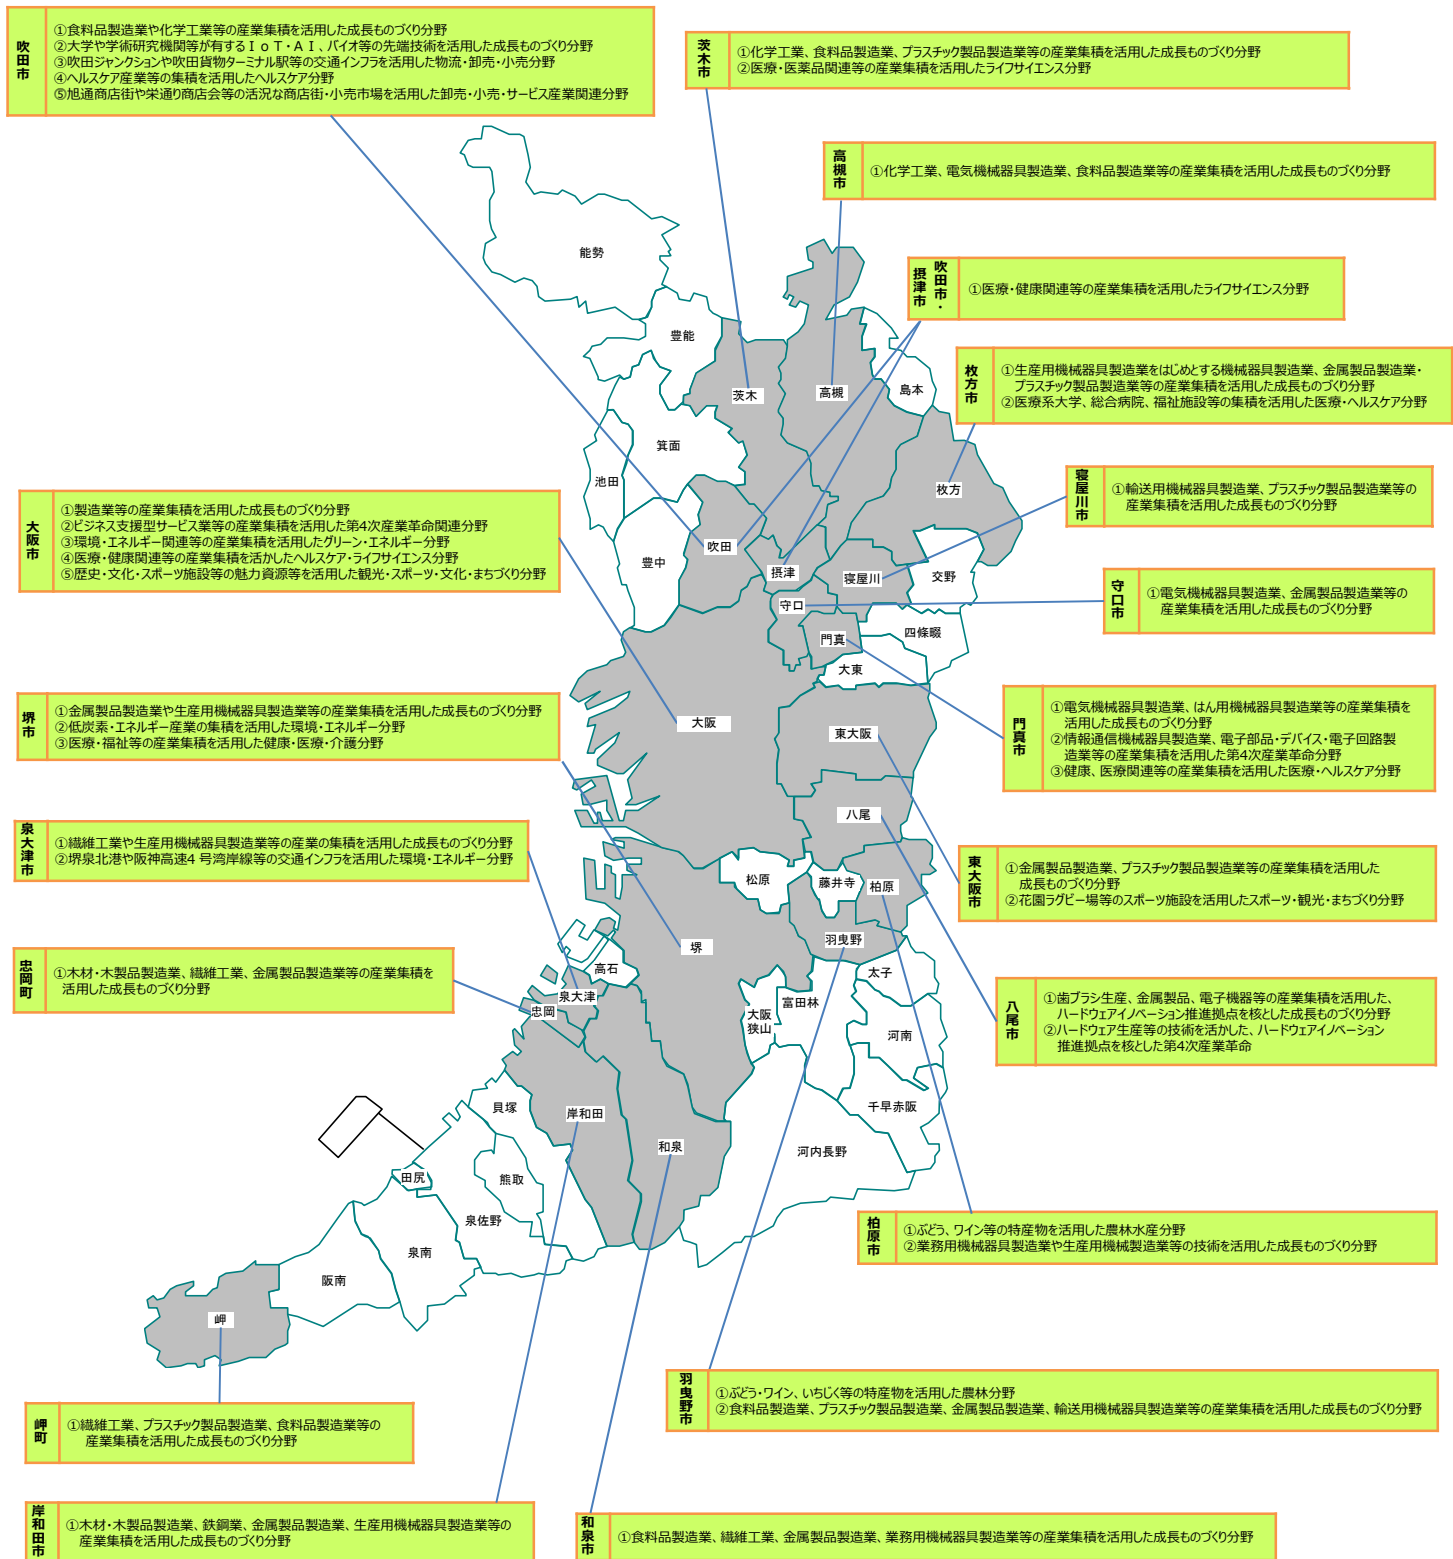 吹田市
①食料品製造業や化学工業等の産業集積を活用した成長ものづくり分野
②大学や学術研究機関等が有するＩｏＴ・ＡＩ、バイオ等の先端技術を活用した成長ものづくり分野
③吹田ジャンクションや吹田貨物ターミナル駅等の交通インフラを活用した物流・卸売・小売分野
④ヘルスケア産業等の集積を活用したヘルスケア分野
⑤旭通商店街や栄通り商店会等の活況な商店街・小売市場を活用した卸売・小売・サービス産業関連分野
茨木市
①化学工業、食料品製造業、プラスチック製品製造業等の産業集積を活用した成長ものづくり分野
②医療・医薬品関連等の産業集積を活用したライフサイエンス分野
高槻市
①化学工業、電気機械器具製造業、食料品製造業等の産業集積を活用した成長ものづくり分野
吹田市・
摂津市
①医療・健康関連等の産業集積を活用したライフサイエンス分野
枚方市
①生産用機械器具製造業をはじめとする機械器具製造業、金属製品製造業・
プラスチック製品製造業等の産業集積を活用した成長ものづくり分野
②医療系大学、総合病院、福祉施設等の集積を活用した医療・ヘルスケア分野
寝屋川市
①輸送用機械器具製造業、プラスチック製品製造業等の
産業集積を活用した成長ものづくり分野
大阪市
①製造業等の産業集積を活用した成長ものづくり分野
②ビジネス支援型サービス業等の産業集積を活用した第4次産業革命関連分野
③環境・エネルギー関連等の産業集積を活用したグリーン・エネルギー分野
④医療・健康関連等の産業集積を活かしたヘルスケア・ライフサイエンス分野
⑤歴史・文化・スポーツ施設等の魅力資源等を活用した観光・スポーツ・文化・まちづくり分野
守口市
①電気機械器具製造業、金属製品製造業等の
産業集積を活用した成長ものづくり分野
堺市
①金属製品製造業や生産用機械器具製造業等の産業集積を活用した成長ものづくり分野
②低炭素・エネルギー産業の集積を活用した環境・エネルギー分野
③医療・福祉等の産業集積を活用した健康・医療・介護分野
門真市
①電気機械器具製造業、はん用機械器具製造業等の産業集積を
活用した成長ものづくり分野
②情報通信機械器具製造業、電子部品・デバイス・電子回路製
造業等の産業集積を活用した第4次産業革命分野
③健康、医療関連等の産業集積を活用した医療・ヘルスケア分野
泉大津市
①繊維工業や生産用機械器具製造業等の産業の集積を活用した成長ものづくり分野
②堺泉北港や阪神高速4 号湾岸線等の交通インフラを活用した環境・エネルギー分野
東大阪市
①金属製品製造業、プラスチック製品製造業等の産業集積を活用した
成長ものづくり分野
②花園ラグビー場等のスポーツ施設を活用したスポーツ・観光・まちづくり分野
忠岡町
①木材・木製品製造業、繊維工業、金属製品製造業等の産業集積を
活用した成長ものづくり分野
八尾市
①歯ブラシ生産、金属製品、電子機器等の産業集積を活用した、
ハードウェアイノベーション推進拠点を核とした成長ものづくり分野
②ハードウェア生産等の技術を活かした、ハードウェアイノベーション
推進拠点を核とした第4次産業革命
柏原市
①ぶどう、ワイン等の特産物を活用した農林水産分野
②業務用機械器具製造業や生産用機械製造業等の技術を活用した成長ものづくり分野
羽曳野市
①ぶどう・ワイン、いちじく等の特産物を活用した農林分野
②食料品製造業、プラスチック製品製造業、金属製品製造業、輸送用機械器具製造業等の産業集積を活用した成長ものづくり分野
岬町
①繊維工業、プラスチック製品製造業、食料品製造業等の
産業集積を活用した成長ものづくり分野
岸和田市
①木材・木製品製造業、鉄鋼業、金属製品製造業、生産用機械器具製造業等の
産業集積を活用した成長ものづくり分野
和泉市
①食料品製造業、繊維工業、金属製品製造業、業務用機械器具製造業等の産業集積を活用した成長ものづくり分野
能勢
豊能
茨木
高槻
島本
箕面
池田
枚方
吹田
豊中
摂津
寝屋川
交野
守口
門真
四條畷
大東
大阪
東大阪
八尾
松原
藤井寺
柏原
堺
羽曳野
高石
太子
泉大津
忠岡
大阪
狭山
富田林
河南
貝塚
岸和田
千早赤阪
和泉
河内長野
田尻
熊取
泉佐野
泉南
阪南
岬